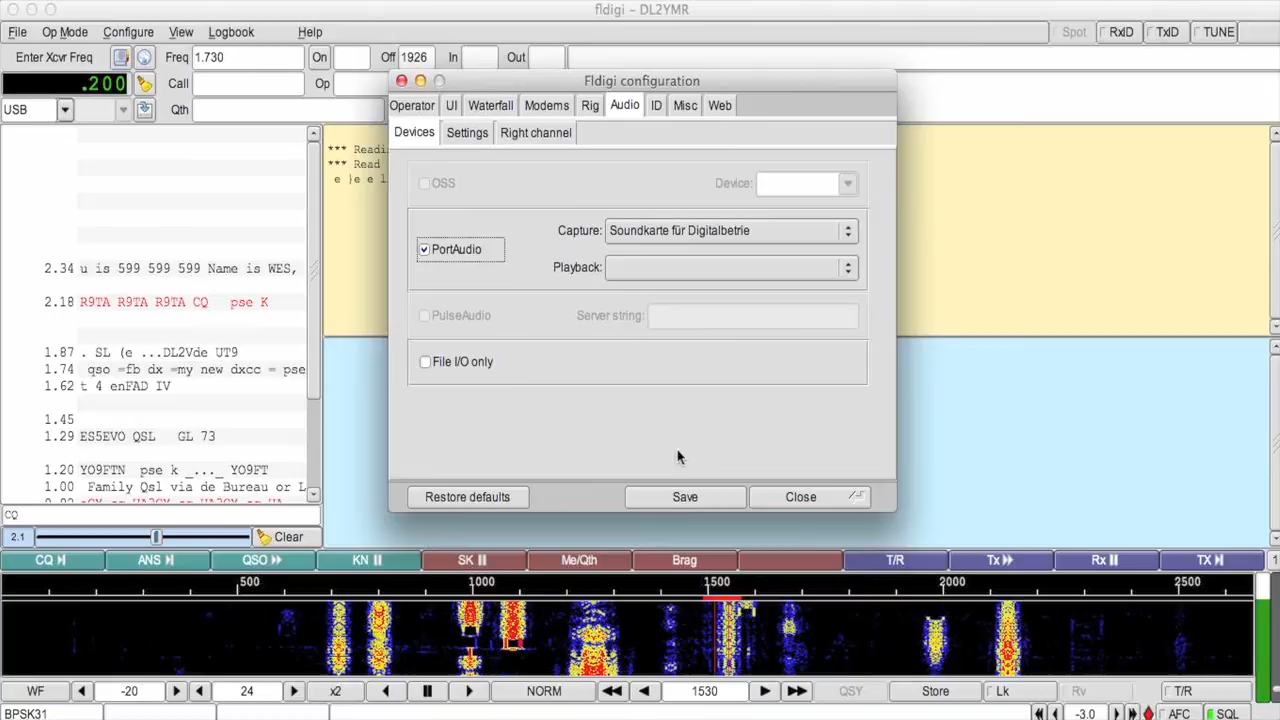 fldigi - DL2YMR
File Op Mode Configure View Logbook Help
Spot RxID TxID TUNE
Enter Xcvr Freq Freq 1.730 On Off 1926 In Out
.200 Call Op
USB Qth
Fldigi configuration
Operator UI Waterfall Modems Rig Audio ID Misc Web
Devices Settings Right channel
OSS Device:
PortAudio Capture: Soundkarte für Digitalbetrie
Playback:
PulseAudio Server string:
File I/O only
Restore defaults Save Close
*** Readi
*** Read
e }e e l
2.34 u is 599 599 599 Name is WES,
2.18 R9TA R9TA R9TA CQ pse K
1.87 . SL (e ...DL2Vde UT9
1.74 qso =fb dx =my new dxcc = pse
1.62 t 4 enFAD IV
1.45
1.29 ES5EVO QSL GL 73
1.20 YO9FTN pse k _..._ YO9FT
1.00 Family Qsl via de Bureau or L
CQ
2.1 Clear
CQ ANS QSO KN SK Me/Qth Brag T/R Tx Rx TX 1
500 1000 1500 2000 2500
WF -20 24 x2 NORM 1530 QSY Store Lk Rv T/R
BPSK31 -3.0 AFC SQL